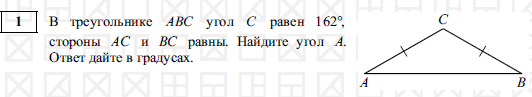 1
В треугольнике ABC угол C равен 162°,
стороны AC и BC равны. Найдите угол A.
Ответ дайте в градусах.
C
A
B